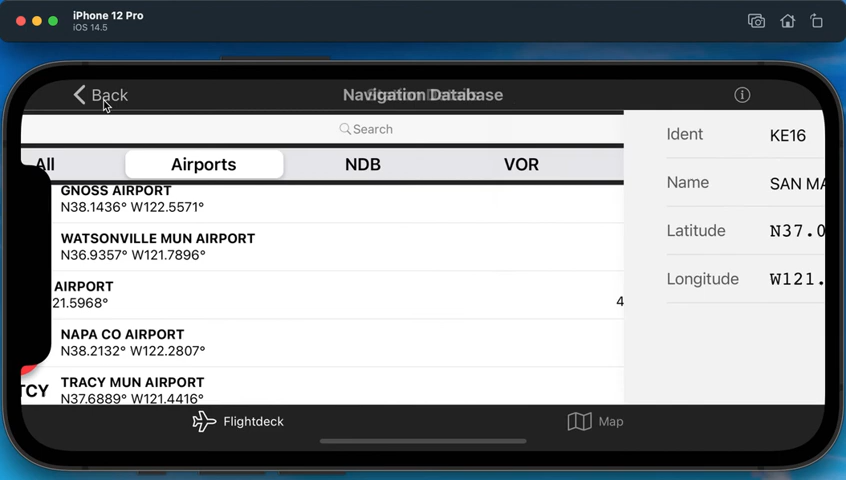 iPhone 12 Pro
iOS 14.5
Back
Navigation Database
Search
All Airports NDB VOR
GNOSS AIRPORT
N38.1436° W122.5571°
WATSONVILLE MUN AIRPORT
N36.9357° W121.7896°
AIRPORT
21.5968°
4
NAPA CO AIRPORT
N38.2132° W122.2807°
TCY
TRACY MUN AIRPORT
N37.6889° W121.4416°
Ident KE16
Name SAN MA
Latitude N37.0
Longitude W121.
Flightdeck
Map